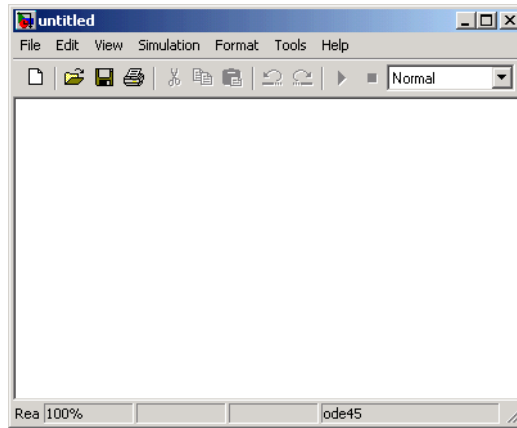 untitled
File Edit View Simulation Format Tools Help
Normal
Rea 100% ode45